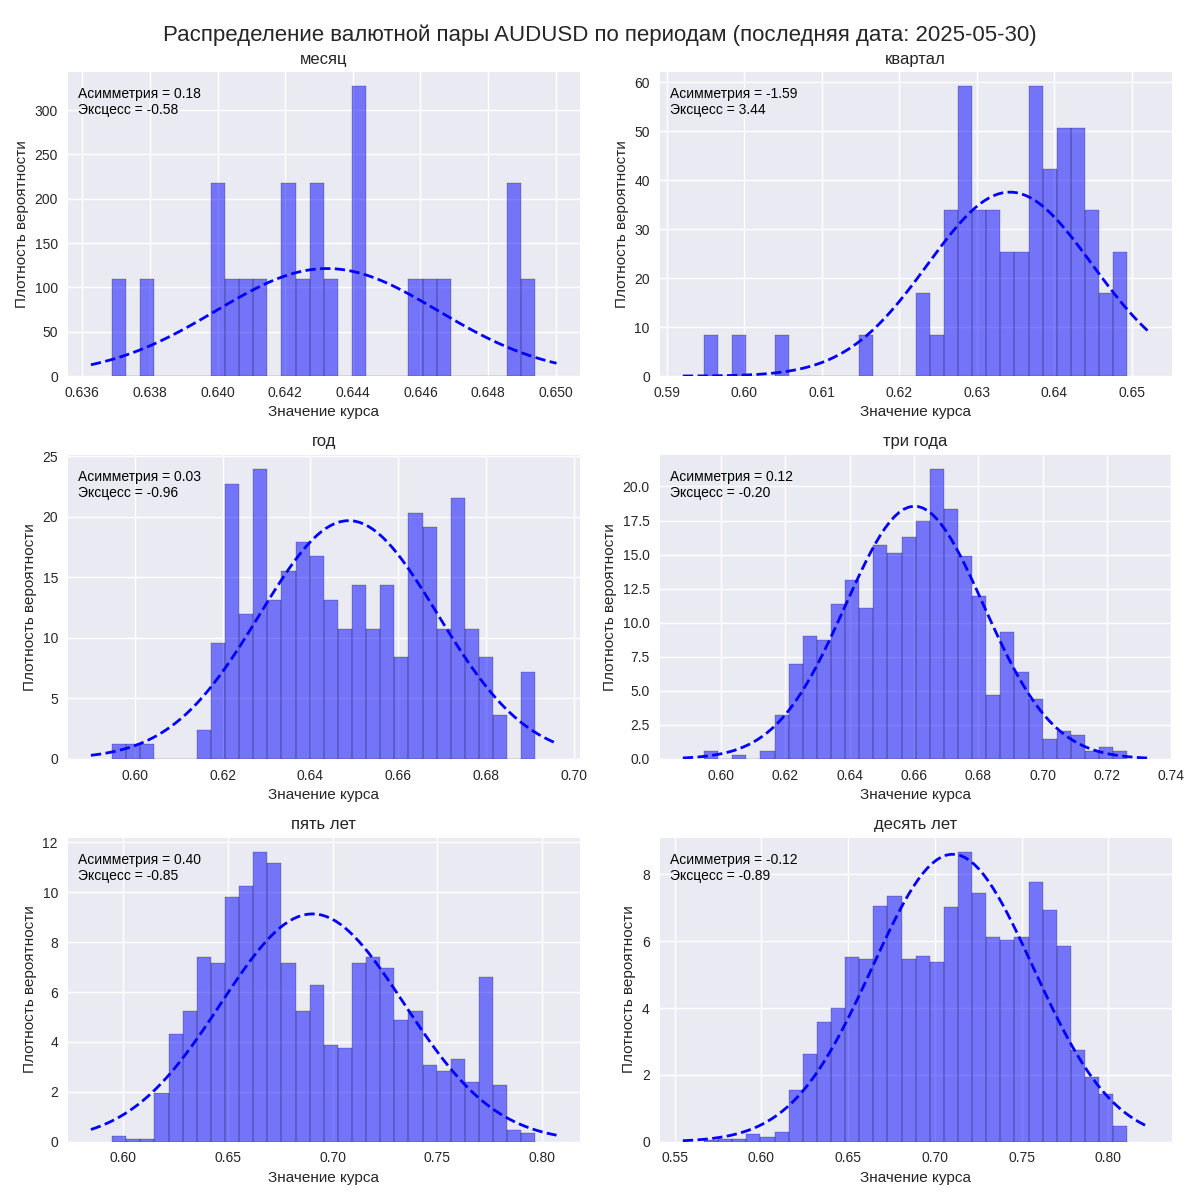 Распределение валютной пары AUDUSD по периодам (последняя дата: 2025-05-30)
месяц
Асимметрия = 0.18
Эксцесс = -0.58
Плотность вероятности
300
250
200
150
100
50
0
0.636 0.638 0.640 0.642 0.644 0.646 0.648 0.650
Значение курса
квартал
Асимметрия = -1.59
Эксцесс = 3.44
Плотность вероятности
60
50
40
30
20
10
0
0.59 0.60 0.61 0.62 0.63 0.64 0.65
Значение курса
год
Асимметрия = 0.03
Эксцесс = -0.96
Плотность вероятности
25
20
15
10
5
0
0.60 0.62 0.64 0.66 0.68 0.70
Значение курса
три года
Асимметрия = 0.12
Эксцесс = -0.20
Плотность вероятности
20.0
17.5
15.0
12.5
10.0
7.5
5.0
2.5
0.0
0.60 0.62 0.64 0.66 0.68 0.70 0.72 0.74
Значение курса
пять лет
Асимметрия = 0.40
Эксцесс = -0.85
Плотность вероятности
12
10
8
6
4
2
0
0.60 0.65 0.70 0.75 0.80
Значение курса
десять лет
Асимметрия = -0.12
Эксцесс = -0.89
Плотность вероятности
8
6
4
2
0
0.55 0.60 0.65 0.70 0.75 0.80
Значение курса